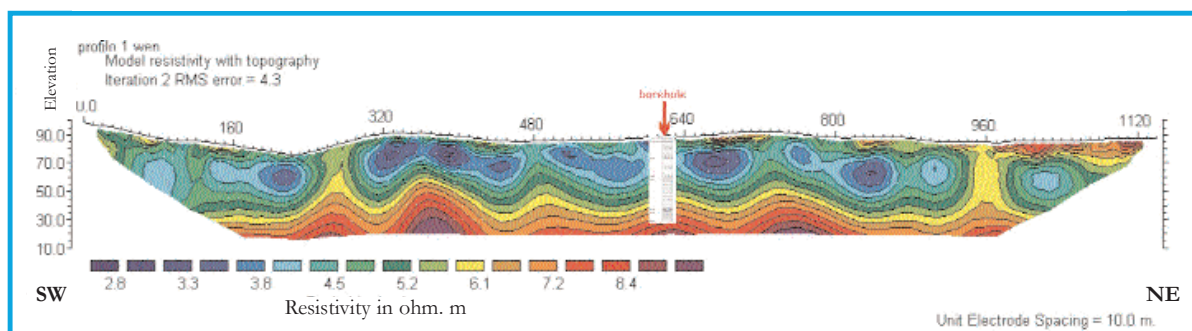 profilo 1 wen
Model resistivity with topography
Iteration 2 RMS error = 4.3
Elevation
U.0
160
320
480
borehole
640
800
960
1120
90.0
70.0
50.0
30.0
10.0
2.8 3.3 3.8 4.5 5.2 6.1 7.2 8.4
SW
Resistivity in ohm. m
NE
Unit Electrode Spacing = 10.0 m.